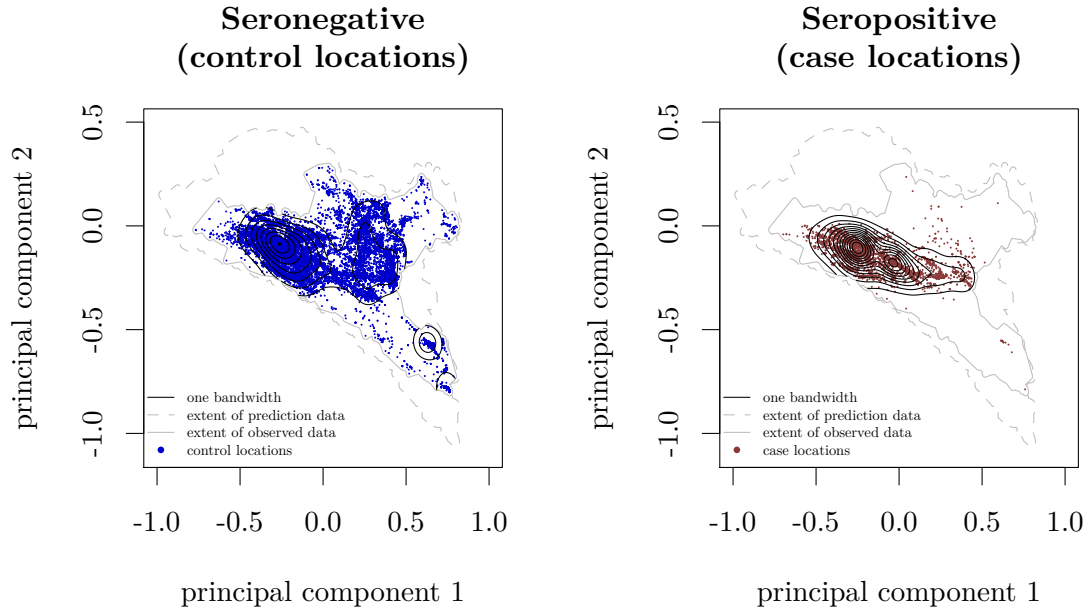 Seronegative
(control locations)
principal component 2
0.5
0.0
-0.5
-1.0
one bandwidth
extent of prediction data
extent of observed data
control locations
-1.0 -0.5 0.0 0.5 1.0
principal component 1
Seropositive
(case locations)
principal component 2
0.5
0.0
-0.5
-1.0
one bandwidth
extent of prediction data
extent of observed data
case locations
-1.0 -0.5 0.0 0.5 1.0
principal component 1